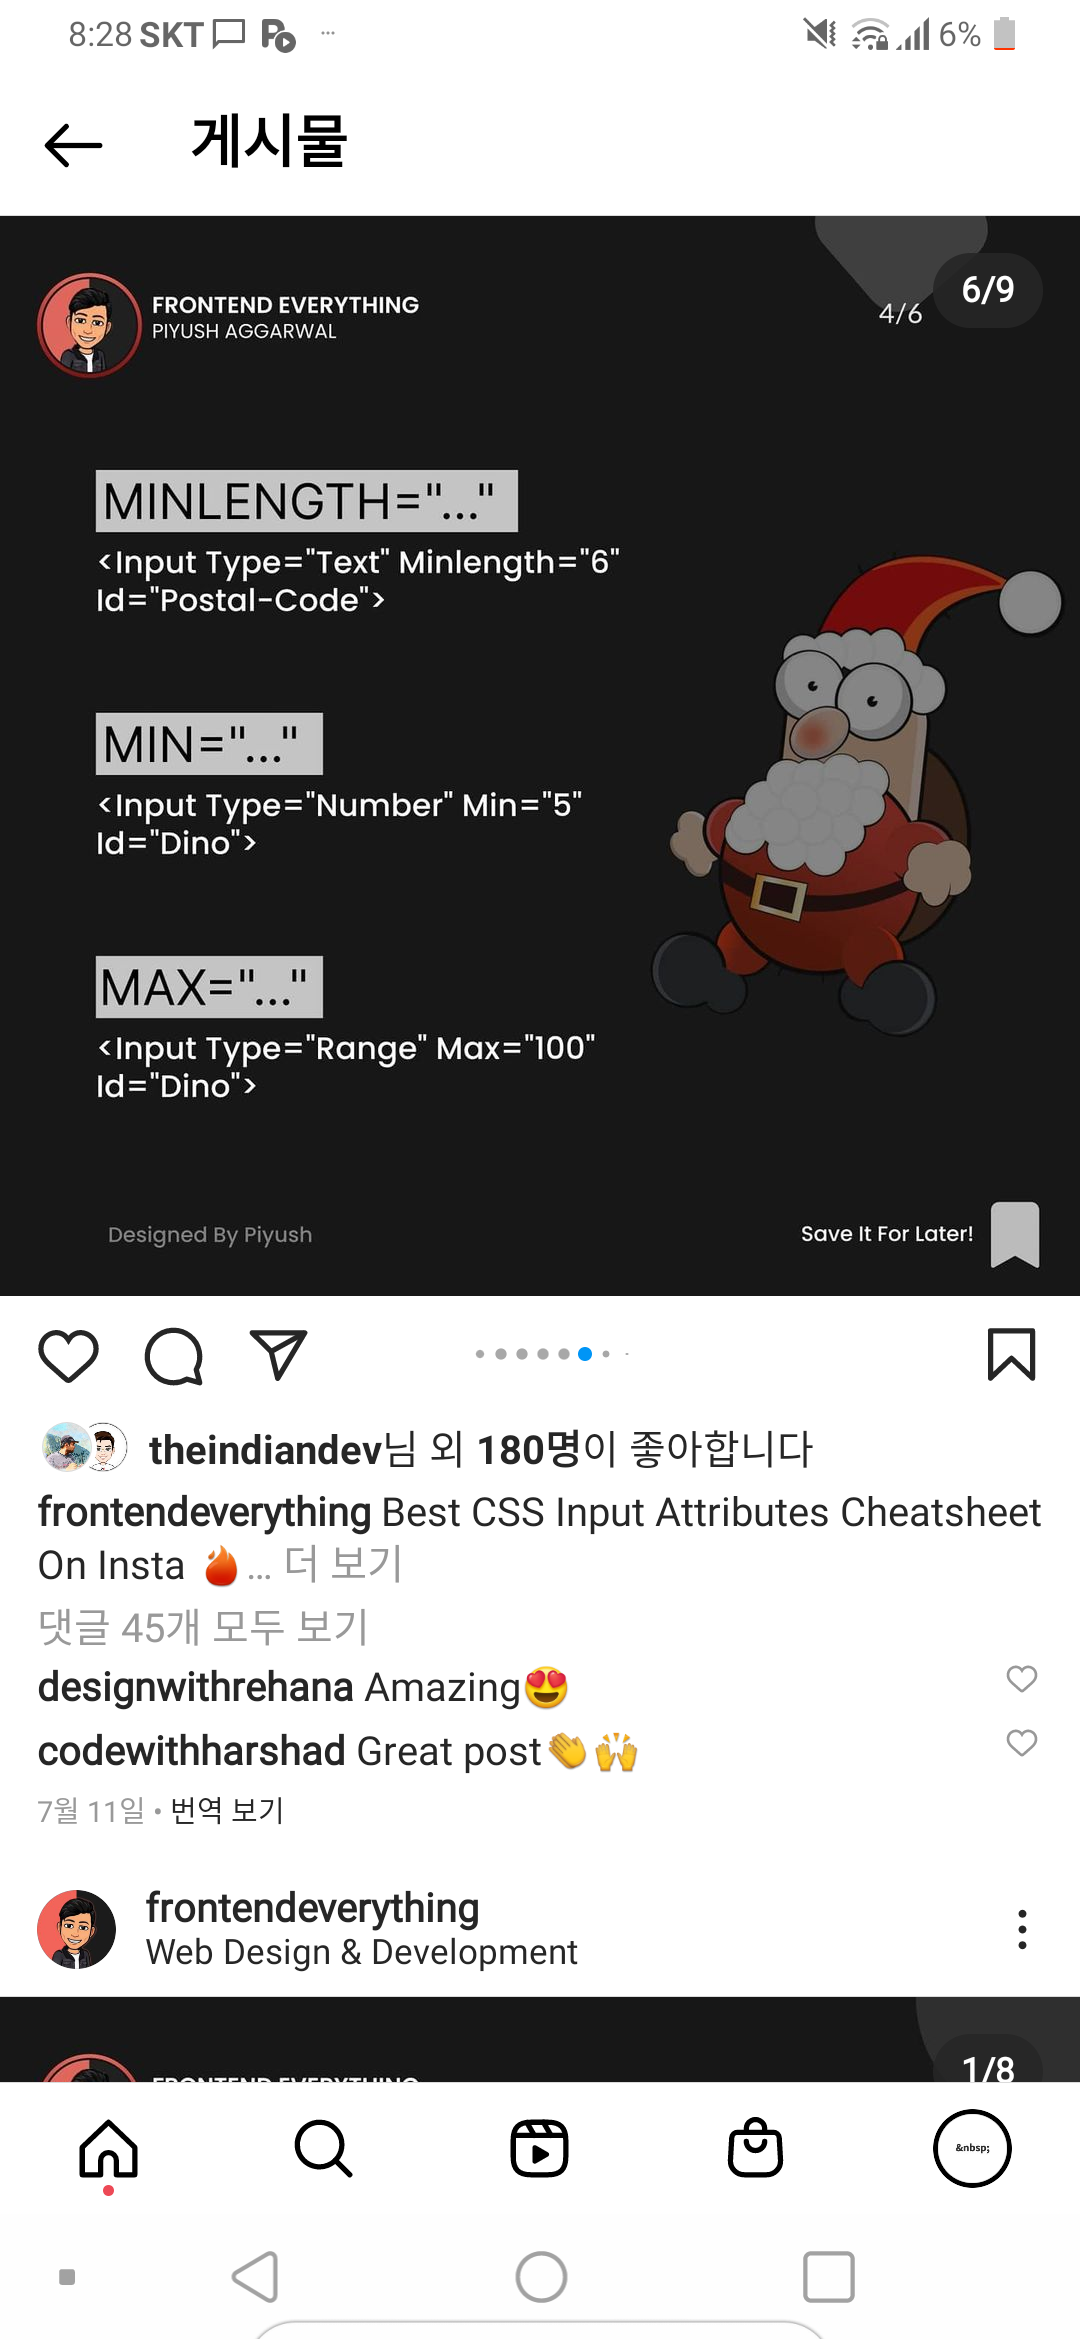 8:28 SKT
6%
게시물
FRONTEND EVERYTHING
PIYUSH AGGARWAL
4/6
6/9
MINLENGTH="..."
<Input Type="Text" Minlength="6"
Id="Postal-Code">
MIN="..."
<Input Type="Number" Min="5"
Id="Dino">
MAX="..."
<Input Type="Range" Max="100"
Id="Dino">
Designed By Piyush
Save It For Later!
theindiandev님 외 180명이 좋아합니다
frontendeverything Best CSS Input Attributes Cheatsheet
On Insta 🔥... 더 보기
댓글 45개 모두 보기
designwithrehana Amazing😍
codewithharshad Great post👏🙌
7월 11일 • 번역 보기
frontendeverything
Web Design & Development
FRONTEND EVERYTHING
1/8
&nbsp;